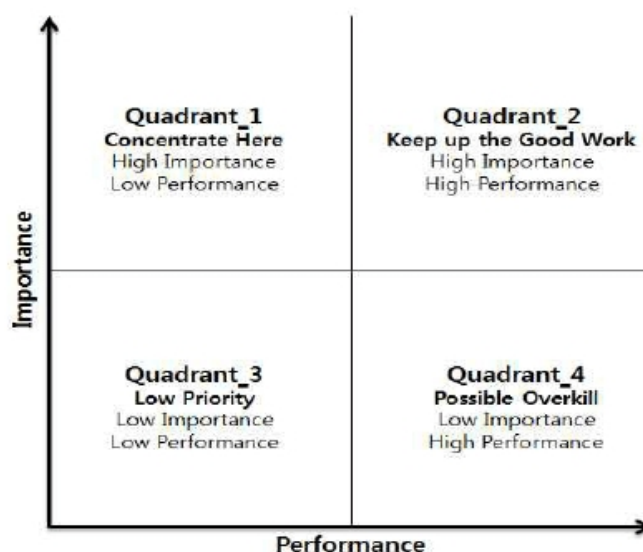 Quadrant_1
Concentrate Here
High Importance
Low Performance
Quadrant_2
Keep up the Good Work
High Importance
High Performance
Importance
Quadrant_3
Low Priority
Low Importance
Low Performance
Quadrant_4
Possible Overkill
Low Importance
High Performance
Performance